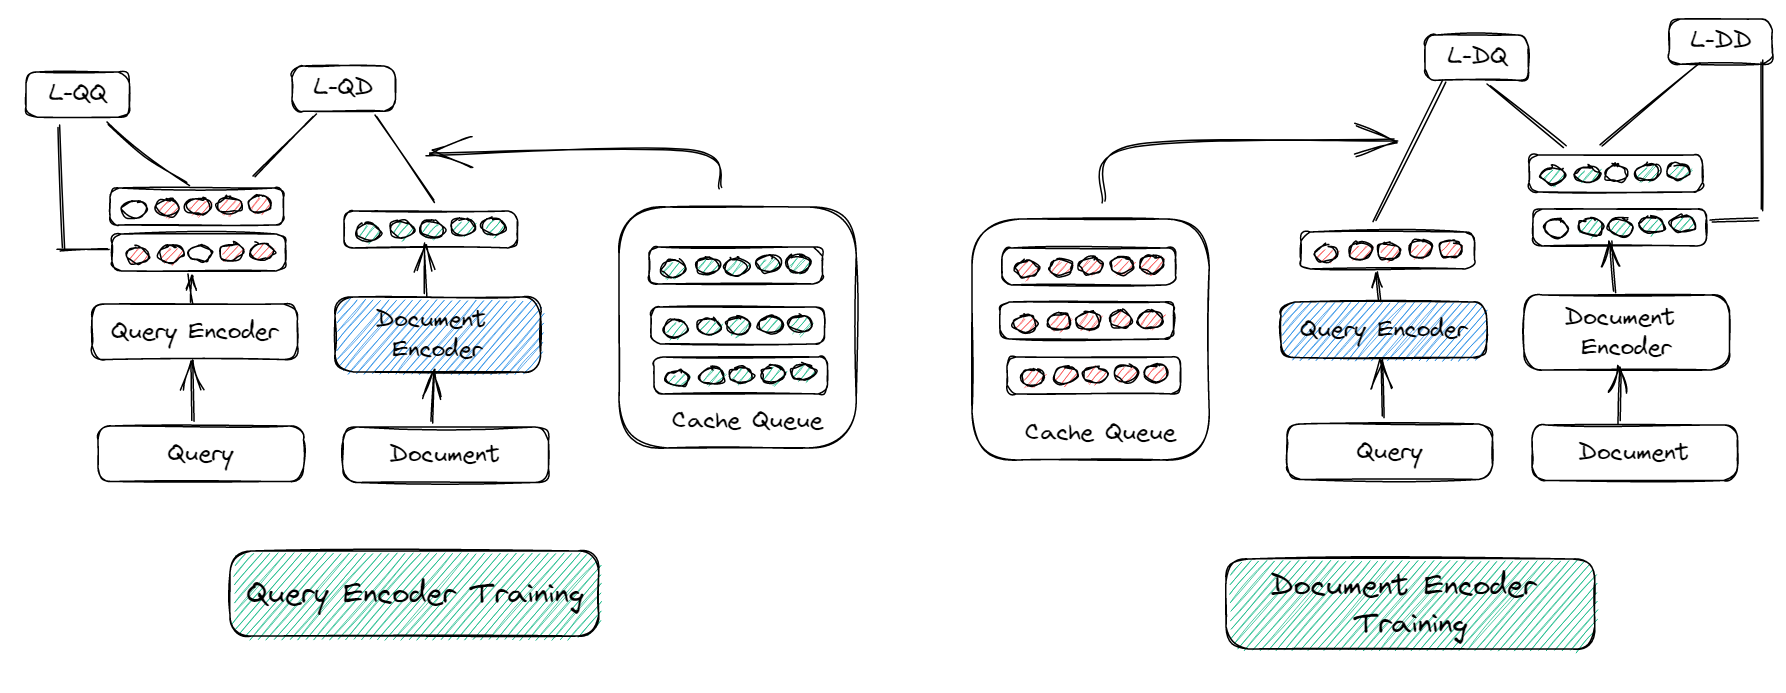 L-QQ
L-QD
Query Encoder
Document
Encoder
Query
Document
Cache Queue
Query Encoder Training
L-DQ
L-DD
Cache Queue
Query Encoder
Document
Encoder
Query
Document
Document Encoder
Training